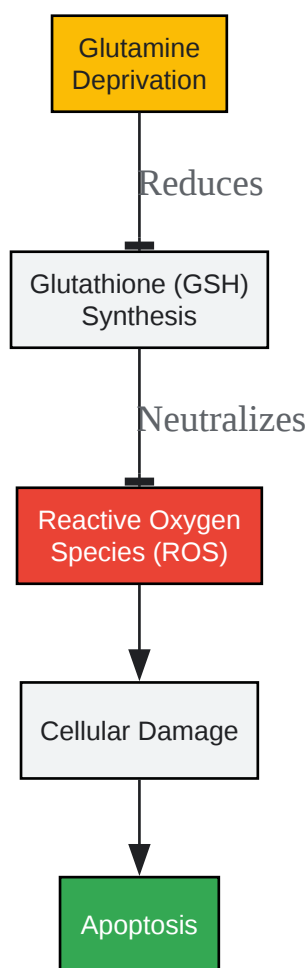 Glutamine
Deprivation
Reduces
Glutathione (GSH)
Synthesis
Neutralizes
Reactive Oxygen
Species (ROS)
Cellular Damage
Apoptosis